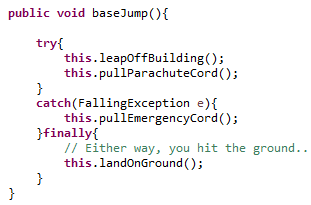 public void baseJump(){
try{
this.leapOffBuilding();
this.pullParachuteCord();
}
catch(FallingException e){
this.pullEmergencyCord();
}finally{
// Either way, you hit the ground..
this.landOnGround();
}
}